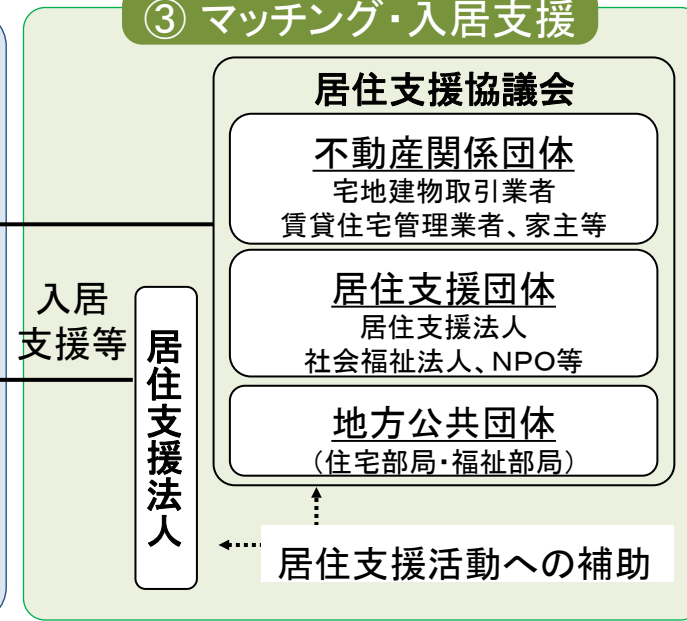 ③ マッチング・入居支援
居住支援協議会
不動産関係団体
宅地建物取引業者
賃貸住宅管理業者、家主等
居住支援団体
居住支援法人
社会福祉法人、NPO等
地方公共団体
(住宅部局・福祉部局)
入居
支援等
居住支援法人
居住支援活動への補助